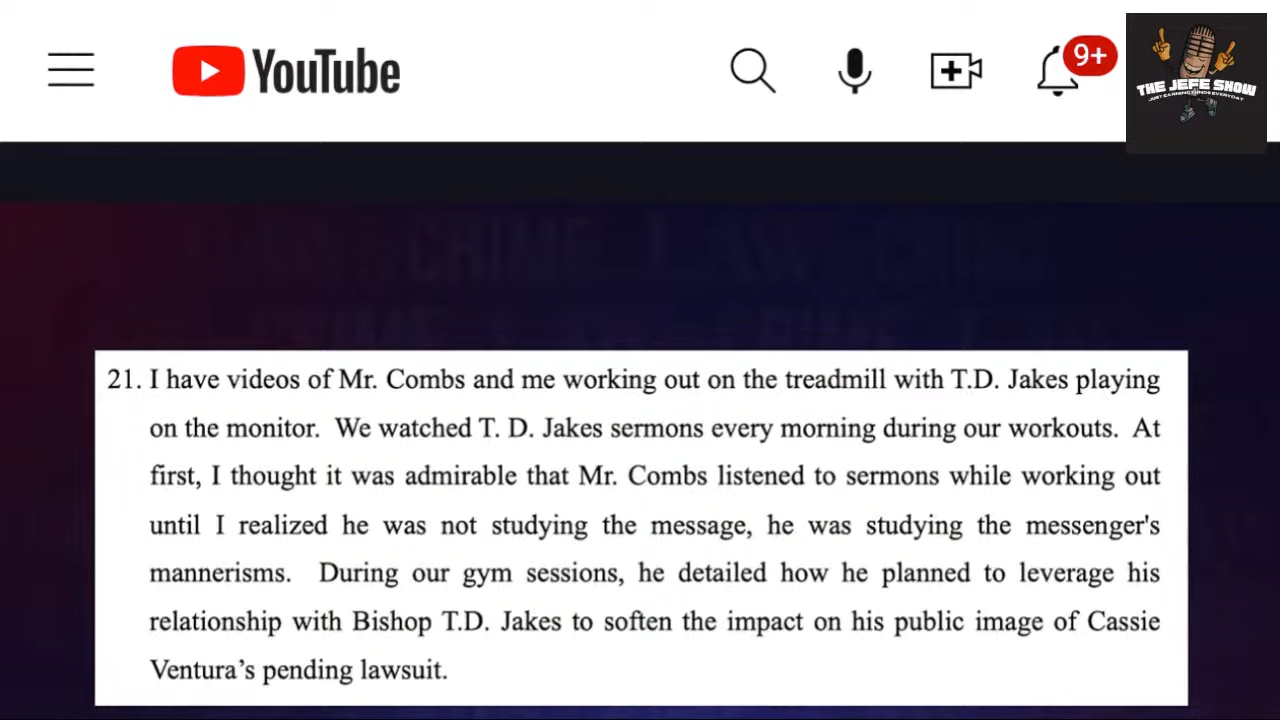 YouTube
9+
THE JEFE SHOW
21. I have videos of Mr. Combs and me working out on the treadmill with T.D. Jakes playing
on the monitor. We watched T. D. Jakes sermons every morning during our workouts. At
first, I thought it was admirable that Mr. Combs listened to sermons while working out
until I realized he was not studying the message, he was studying the messenger's
mannerisms. During our gym sessions, he detailed how he planned to leverage his
relationship with Bishop T.D. Jakes to soften the impact on his public image of Cassie
Ventura’s pending lawsuit.